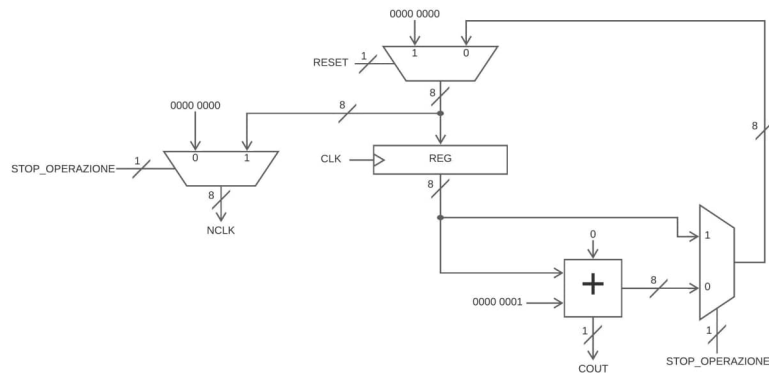 0000 0000
1 0
RESET 1
8
0000 0000
8
8
CLK REG
0 1
STOP_OPERAZIONE 1
8
8
NCLK
0
1
+
8
0
0000 0001
1
1
COUT
STOP_OPERAZIONE